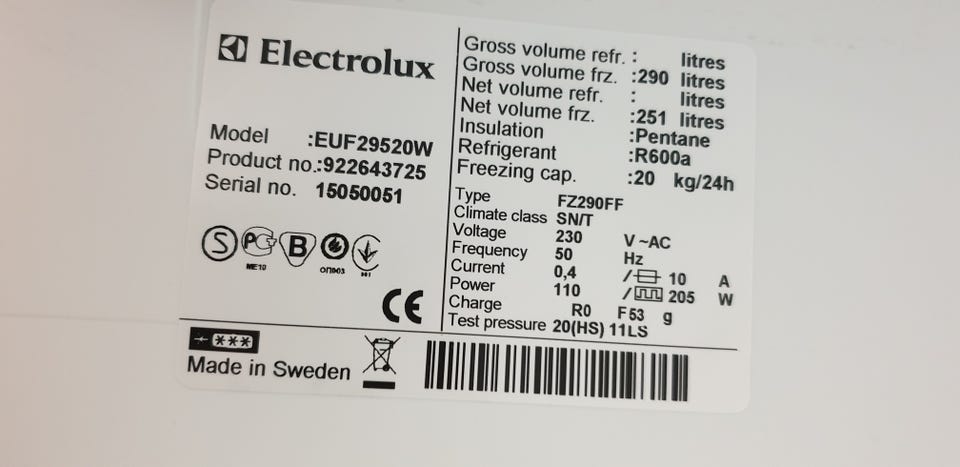 Electrolux
Model :EUF29520W
Product no.:922643725
Serial no. 15050051
S PC B
ME10 ОП003
CE
Gross volume refr. : litres
Gross volume frz. :290 litres
Net volume refr. : litres
Net volume frz. :251 litres
Insulation :Pentane
Refrigerant :R600a
Freezing cap. :20 kg/24h
Type FZ290FF
Climate class SN/T
Voltage 230 V ~AC
Frequency 50 Hz
Current 0,4 / 10 A
Power 110 / 205 W
Charge R0 F53 g
Test pressure 20(HS) 11LS
***
Made in Sweden